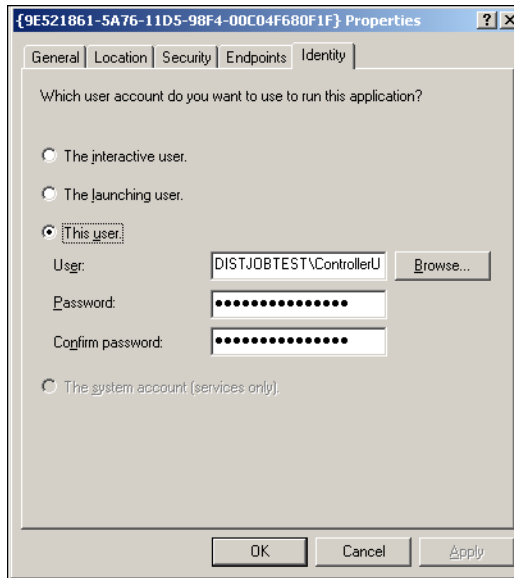 {9E521861-5A76-11D5-98F4-00C04F680F1F} Properties
General Location Security Endpoints Identity
Which user account do you want to use to run this application?
The interactive user.
The launching user.
This user.
User: DISTJOBTEST\ControllerU Browse...
Password: •••••••••••••••
Confirm password: •••••••••••••••
The system account (services only).
OK Cancel Apply